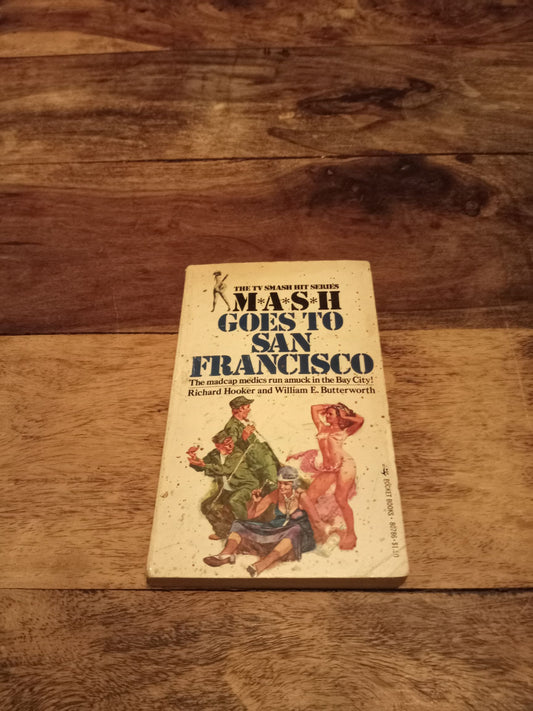 THE TV SMASH HIT SERIES
M*A*S*H
GOES TO
SAN
FRANCISCO
The madcap medics run amuck in the Bay City!
Richard Hooker and William E. Butterworth
POCKET BOOKS • 80786 •